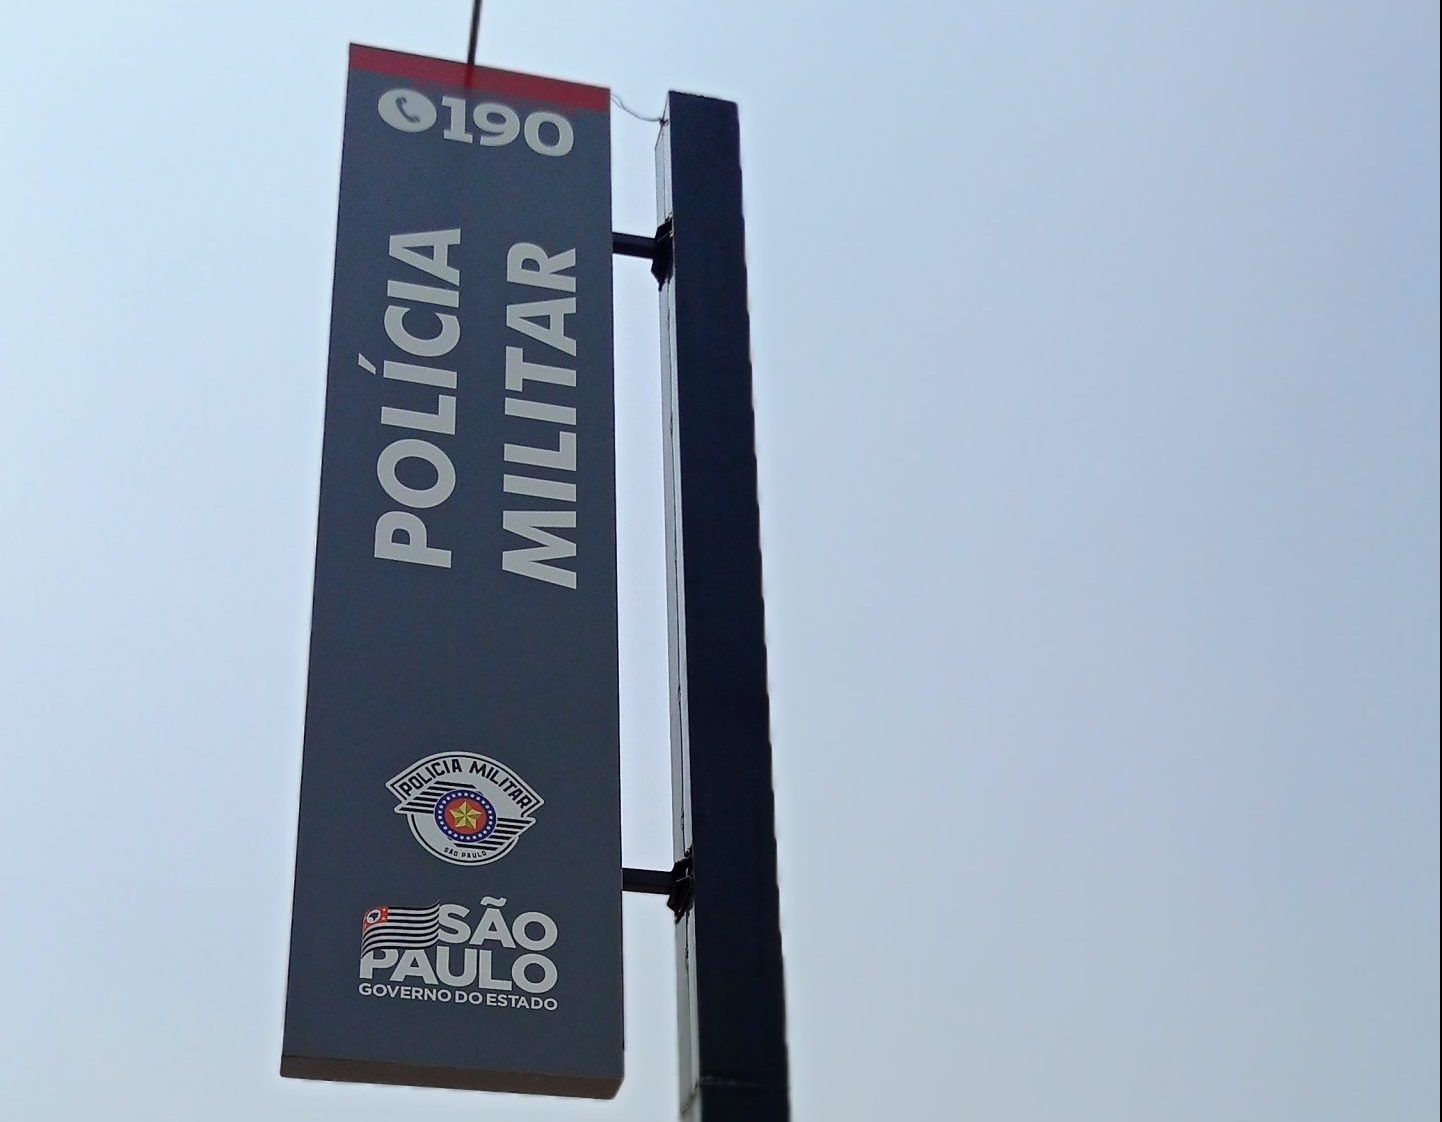 190
POLÍCIA
MILITAR
POLICIA MILITAR
SÃO PAULO
SÃO
PAULO
GOVERNO DO ESTADO